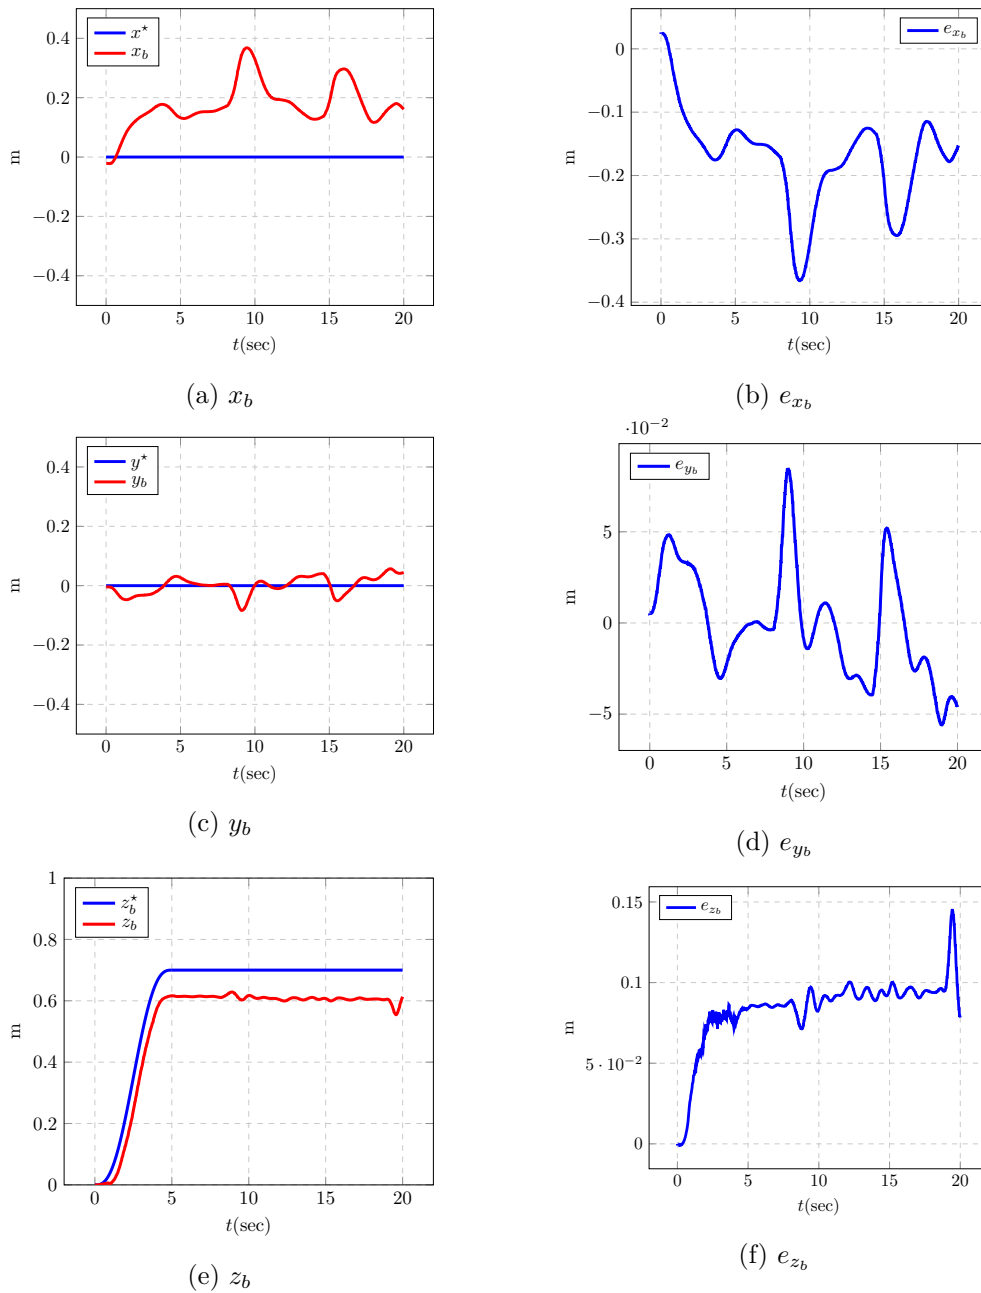 x⋆
x_b
0.4
0.2
0
−0.2
−0.4
m
0 5 10 15 20
t(sec)
(a) x_b
e_{x_b}
0
−0.1
−0.2
−0.3
−0.4
m
0 5 10 15 20
t(sec)
(b) e_{x_b}
y⋆
y_b
0.4
0.2
0
−0.2
−0.4
m
0 5 10 15 20
t(sec)
(c) y_b
·10^{−2}
e_{y_b}
5
0
−5
m
0 5 10 15 20
t(sec)
(d) e_{y_b}
z_b^⋆
z_b
1
0.8
0.6
0.4
0.2
0
m
0 5 10 15 20
t(sec)
(e) z_b
e_{z_b}
0.15
0.1
5 · 10^{−2}
0
m
0 5 10 15 20
t(sec)
(f) e_{z_b}